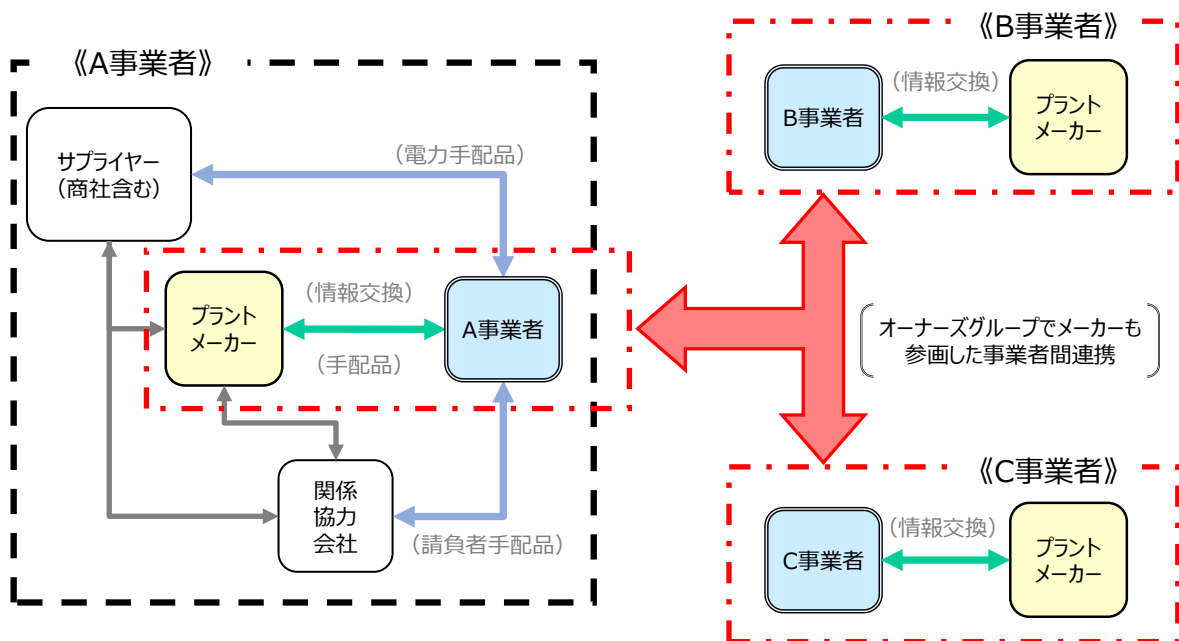 《A事業者》
サプライヤー
（商社含む）
（電力手配品）
プラント
メーカー
（情報交換）
（手配品）
A事業者
関係
協力
会社
（請負者手配品）
《B事業者》
B事業者
（情報交換）
プラント
メーカー
オーナーズグループでメーカーも
参画した事業者間連携
《C事業者》
C事業者
（情報交換）
プラント
メーカー